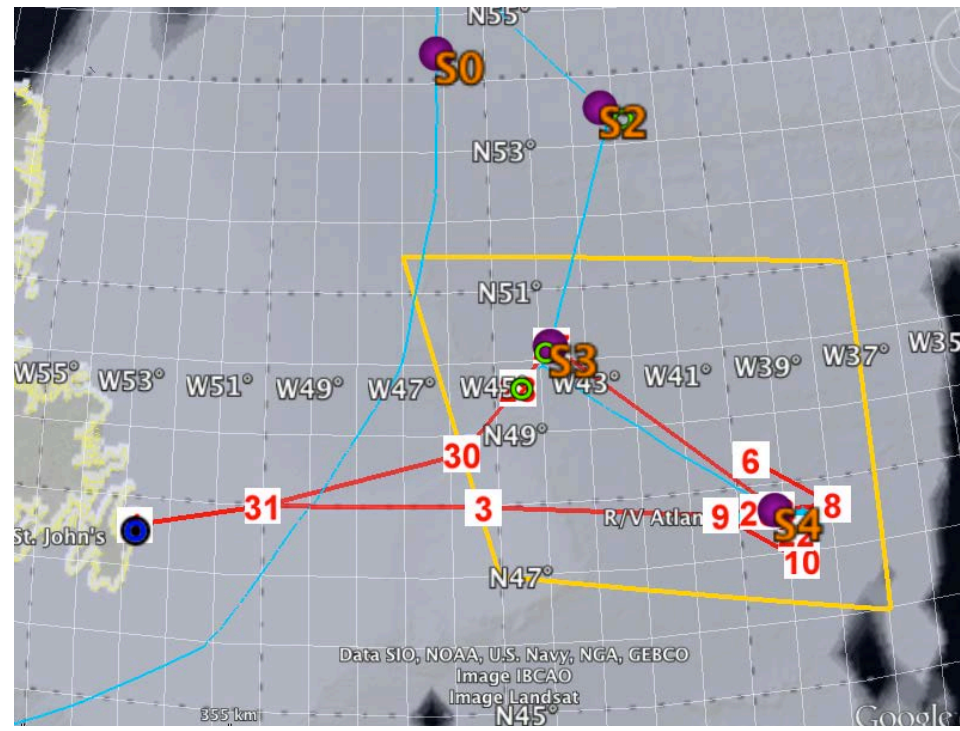 N55°
S0
S2
N53°
N51°
W35
W37°
S3
W39°
W41°
W43°
W45°
W47°
W49°
W51°
W53°
W55°
N49°
30
6
31
3
8
9
2
R/V Atlan
S4
St. John's
10
N47°
Data SIO, NOAA, U.S. Navy, NGA, GEBCO
Image IBCAO
Image Landsat
355 km
N45°
Google